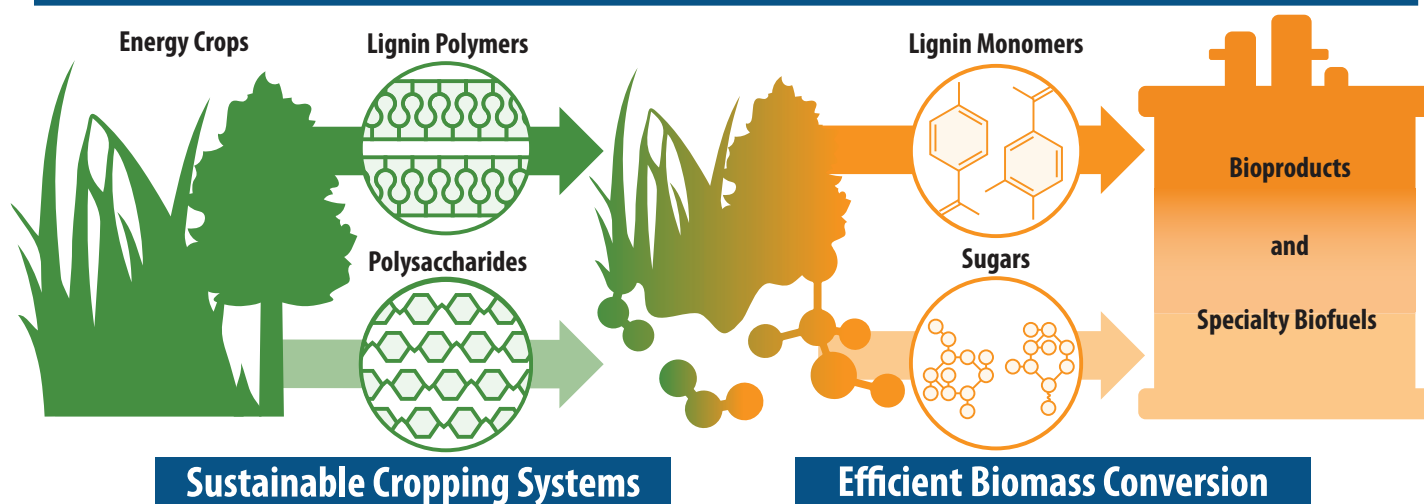 Energy Crops
Lignin Polymers
Lignin Monomers
Bioproducts
and
Specialty Biofuels
Polysaccharides
Sugars
Sustainable Cropping Systems
Efficient Biomass Conversion